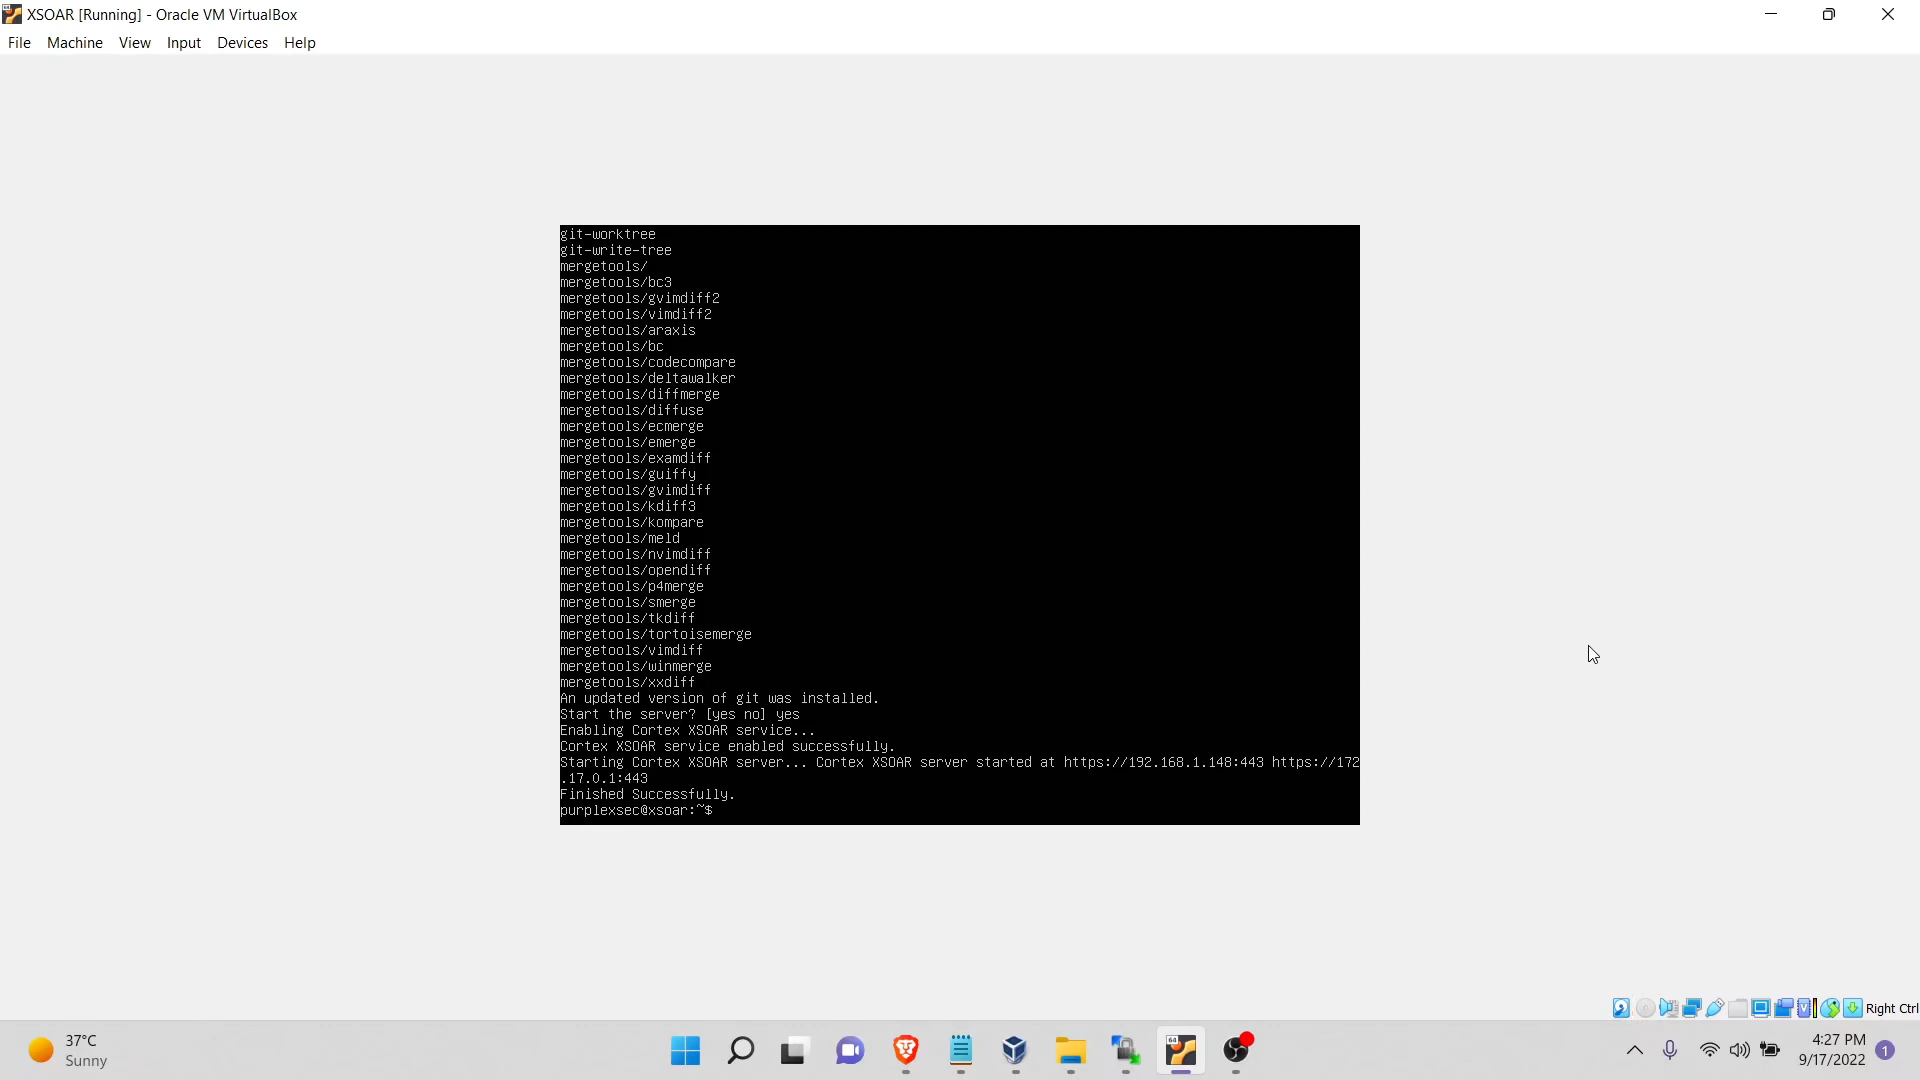 XSOAR [Running] - Oracle VM VirtualBox
File Machine View Input Devices Help
git-worktree
git-write-tree
mergetools/
mergetools/bc3
mergetools/gvimdiff2
mergetools/vimdiff2
mergetools/araxis
mergetools/bc
mergetools/codecompare
mergetools/deltawalker
mergetools/diffmerge
mergetools/diffuse
mergetools/ecmerge
mergetools/emerge
mergetools/examdiff
mergetools/guiffy
mergetools/gvimdiff
mergetools/kdiff3
mergetools/kompare
mergetools/meld
mergetools/nvimdiff
mergetools/opendiff
mergetools/p4merge
mergetools/smerge
mergetools/tkdiff
mergetools/tortoisemerge
mergetools/vimdiff
mergetools/winmerge
mergetools/xxdiff
An updated version of git was installed.
Start the server? [yes no] yes
Enabling Cortex XSOAR service...
Cortex XSOAR service enabled successfully.
Starting Cortex XSOAR server... Cortex XSOAR server started at https://192.168.1.148:443 https://172
.17.0.1:443
Finished Successfully.
purplexsec@xsoar:~$
Right Ctrl
37°C
Sunny
4:27 PM
9/17/2022
1